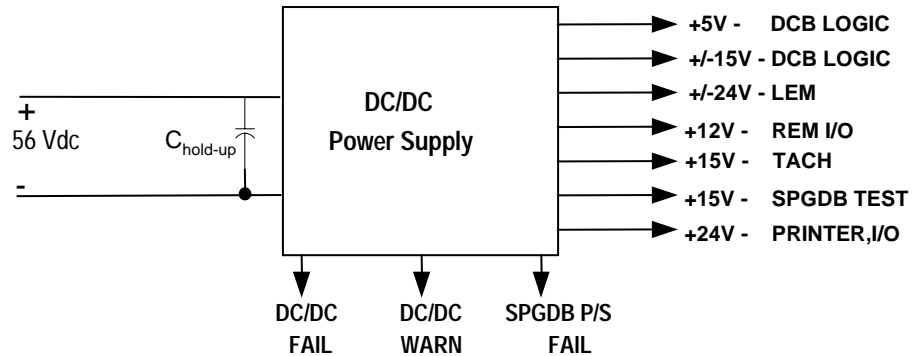 +5V - DCB LOGIC
+/-15V - DCB LOGIC
+/-24V - LEM
+12V - REM I/O
+15V - TACH
+15V - SPGDB TEST
+24V - PRINTER,I/O
DC/DC
Power Supply
+
56 Vdc
-
Chold-up
DC/DC
FAIL
DC/DC
WARN
SPGDB P/S
FAIL